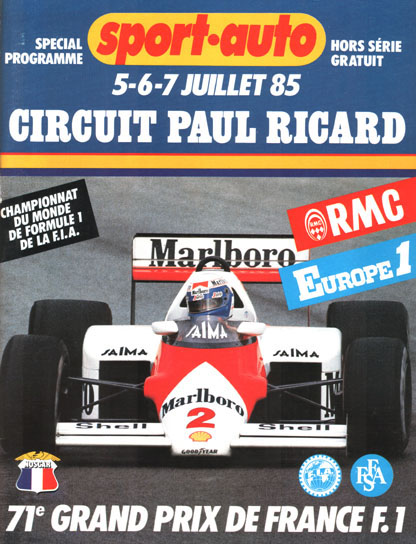 SPECIAL
PROGRAMME
sport-auto
HORS SÉRIE
GRATUIT
5-6-7 JUILLET 85
CIRCUIT PAUL RICARD
CHAMPIONNAT
DU MONDE
DE FORMULE 1
DE LA F.I.A.
RMC
EUROPE 1
Marlboro
SAIMA
SAIMA
SAIMA
Marlboro
2
Shell
Shell
GOODYEAR
MOSCAR
FFSA
71e GRAND PRIX DE FRANCE F.1